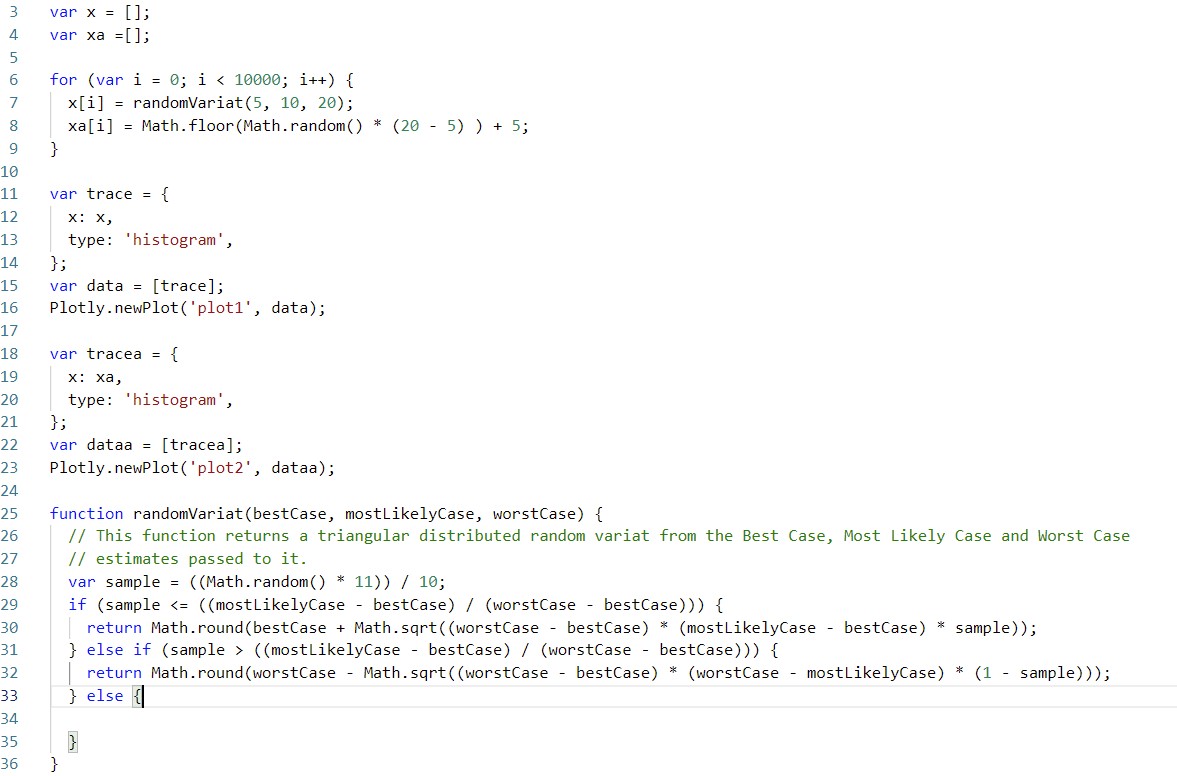 3 var x = [];
4 var xa =[];
5
6 for (var i = 0; i < 10000; i++) {
7   x[i] = randomVariat(5, 10, 20);
8   xa[i] = Math.floor(Math.random() * (20 - 5) ) + 5;
9 }
10
11 var trace = {
12   x: x,
13   type: 'histogram',
14 };
15 var data = [trace];
16 Plotly.newPlot('plot1', data);
17
18 var tracea = {
19   x: xa,
20   type: 'histogram',
21 };
22 var dataa = [tracea];
23 Plotly.newPlot('plot2', dataa);
24
25 function randomVariat(bestCase, mostLikelyCase, worstCase) {
26   // This function returns a triangular distributed random variat from the Best Case, Most Likely Case and Worst Case
27   // estimates passed to it.
28   var sample = ((Math.random() * 11)) / 10;
29   if (sample <= ((mostLikelyCase - bestCase) / (worstCase - bestCase))) {
30     return Math.round(bestCase + Math.sqrt((worstCase - bestCase) * (mostLikelyCase - bestCase) * sample));
31   } else if (sample > ((mostLikelyCase - bestCase) / (worstCase - bestCase))) {
32     return Math.round(worstCase - Math.sqrt((worstCase - bestCase) * (worstCase - mostLikelyCase) * (1 - sample)));
33   } else {
34
35   }
36 }